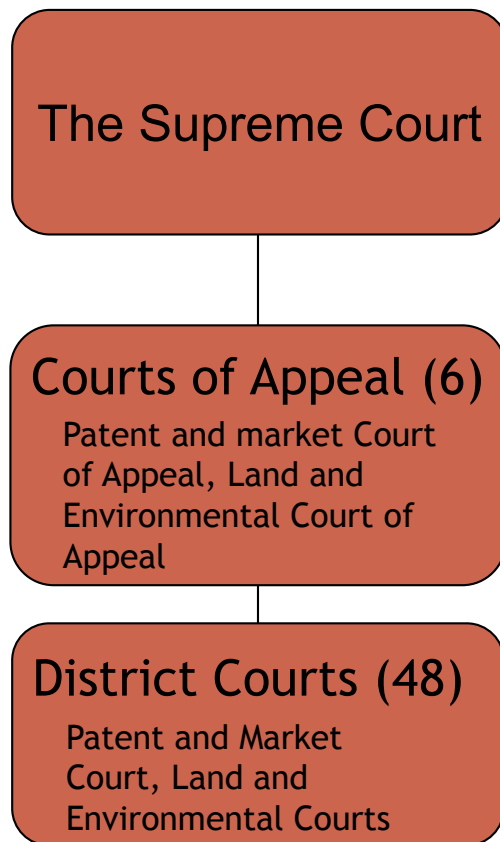 The Supreme Court
Courts of Appeal (6)
Patent and market Court
of Appeal, Land and
Environmental Court of
Appeal
District Courts (48)
Patent and Market
Court, Land and
Environmental Courts